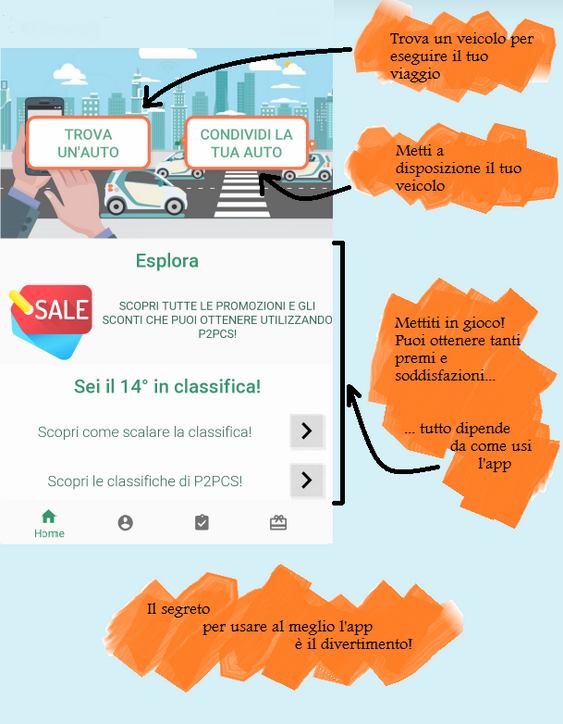 Trova un veicolo per
eseguire il tuo
viaggio
TROVA
UN'AUTO
CONDIVIDI LA
TUA AUTO
Metti a
disposizione il tuo
veicolo
Esplora
SALE
SCOPRI TUTTE LE PROMOZIONI E GLI
SCONTI CHE PUOI OTTENERE UTILIZZANDO
P2PCS!
Sei il 14° in classifica!
Scopri come scalare la classifica!
Scopri le classifiche di P2PCS!
Home
Mettiti in gioco!
Puoi ottenere tanti
premi e
soddisfazioni...
... tutto dipende
da come usi
l'app
Il segreto
per usare al meglio l'app
è il divertimento!